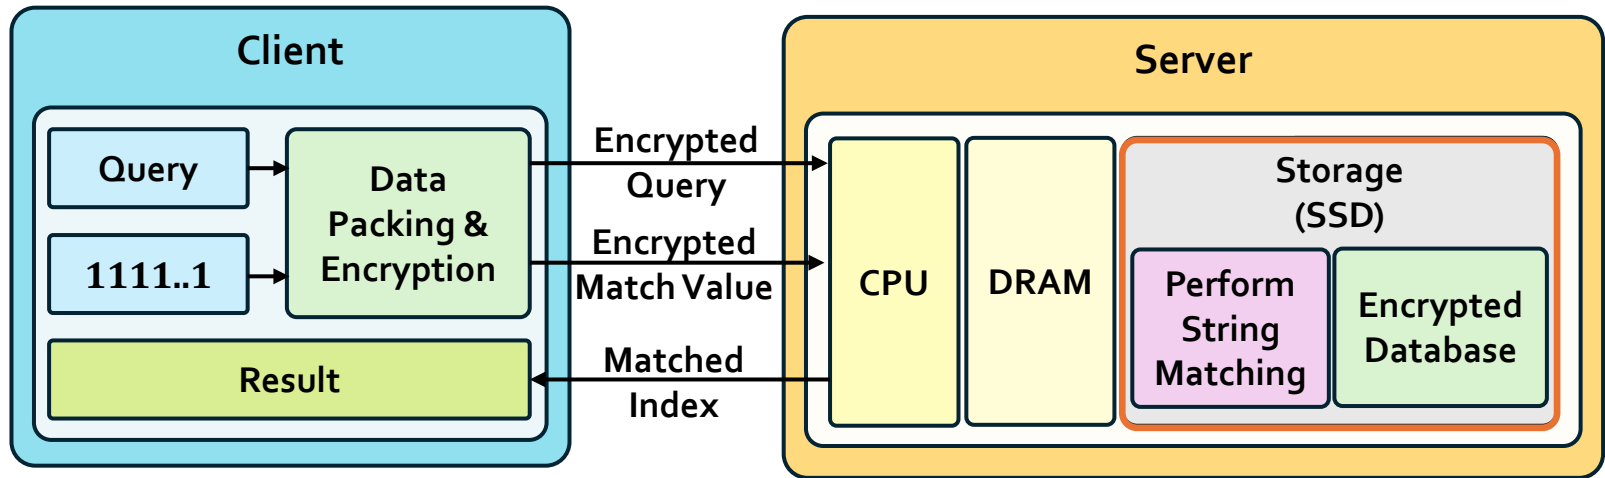 Client
Query
1111..1
Data
Packing &
Encryption
Result
Encrypted
Query
Encrypted
Match Value
Matched
Index
Server
CPU
DRAM
Storage
(SSD)
Perform
String
Matching
Encrypted
Database